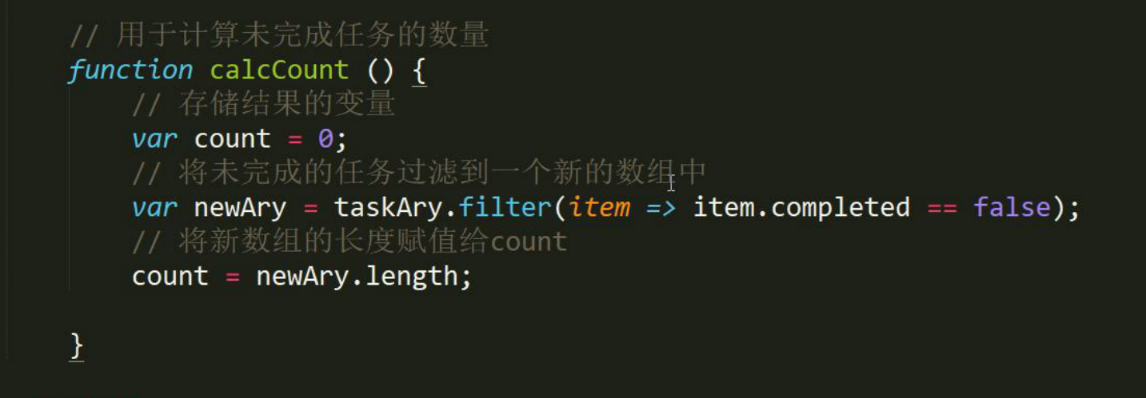 // 用于计算未完成任务的数量
function calcCount () {
// 存储结果的变量
var count = 0;
// 将未完成的任务过滤到一个新的数组中
var newAry = taskAry.filter(item => item.completed == false);
// 将新数组的长度赋值给count
count = newAry.length;
}